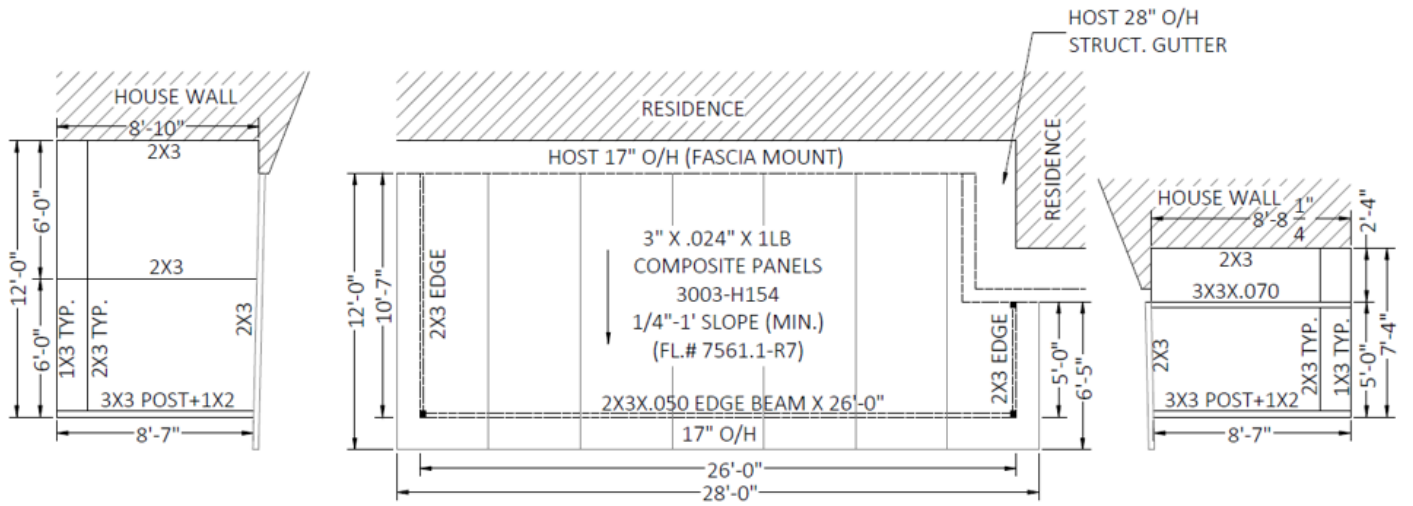 HOST 28" O/H
STRUCT. GUTTER
HOUSE WALL
8'-10"
2X3
6'-0"
12'-0"
2X3
6'-0"
1X3 TYP.
2X3 TYP.
2X3
3X3 POST+1X2
8'-7"
RESIDENCE
RESIDENCE
HOST 17" O/H (FASCIA MOUNT)
12'-0"
10'-7"
2X3 EDGE
3" X .024" X 1LB
COMPOSITE PANELS
3003-H154
1/4"-1' SLOPE (MIN.)
(FL.# 7561.1-R7)
2X3 EDGE
5'-0"
6'-5"
2X3X.050 EDGE BEAM X 26'-0"
17" O/H
26'-0"
28'-0"
HOUSE WALL
8'-8 1/4"
2'-4"
2X3
3X3X.070
2X3
2X3 TYP.
1X3 TYP.
5'-0"
7'-4"
3X3 POST+1X2
8'-7"